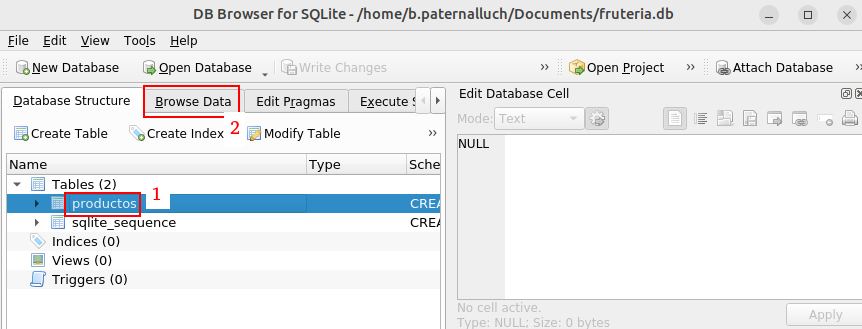 DB Browser for SQLite - /home/b.paternalluch/Documents/fruteria.db
File Edit View Tools Help
New Database Open Database Write Changes » Open Project » Attach Database »
Database Structure Browse Data Edit Pragmas Execute S
2
Create Table Create Index Modify Table »
Name Type Sche
Tables (2)
productos CREA
1
sqlite_sequence CREA
Indices (0)
Views (0)
Triggers (0)
Edit Database Cell
Mode: Text
NULL
No cell active.
Type: NULL; Size: 0 bytes
Apply